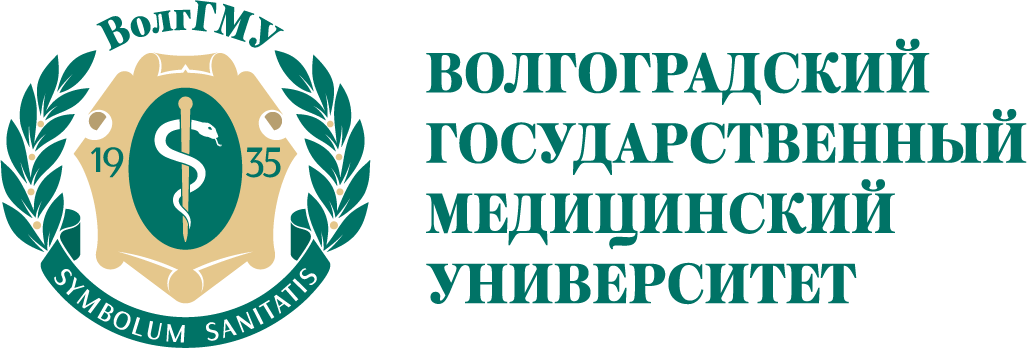 ВолгГМУ
19 35
SYMBOLUM SANITATIS
ВОЛГОГРАДСКИЙ
ГОСУДАРСТВЕННЫЙ
МЕДИЦИНСКИЙ
УНИВЕРСИТЕТ